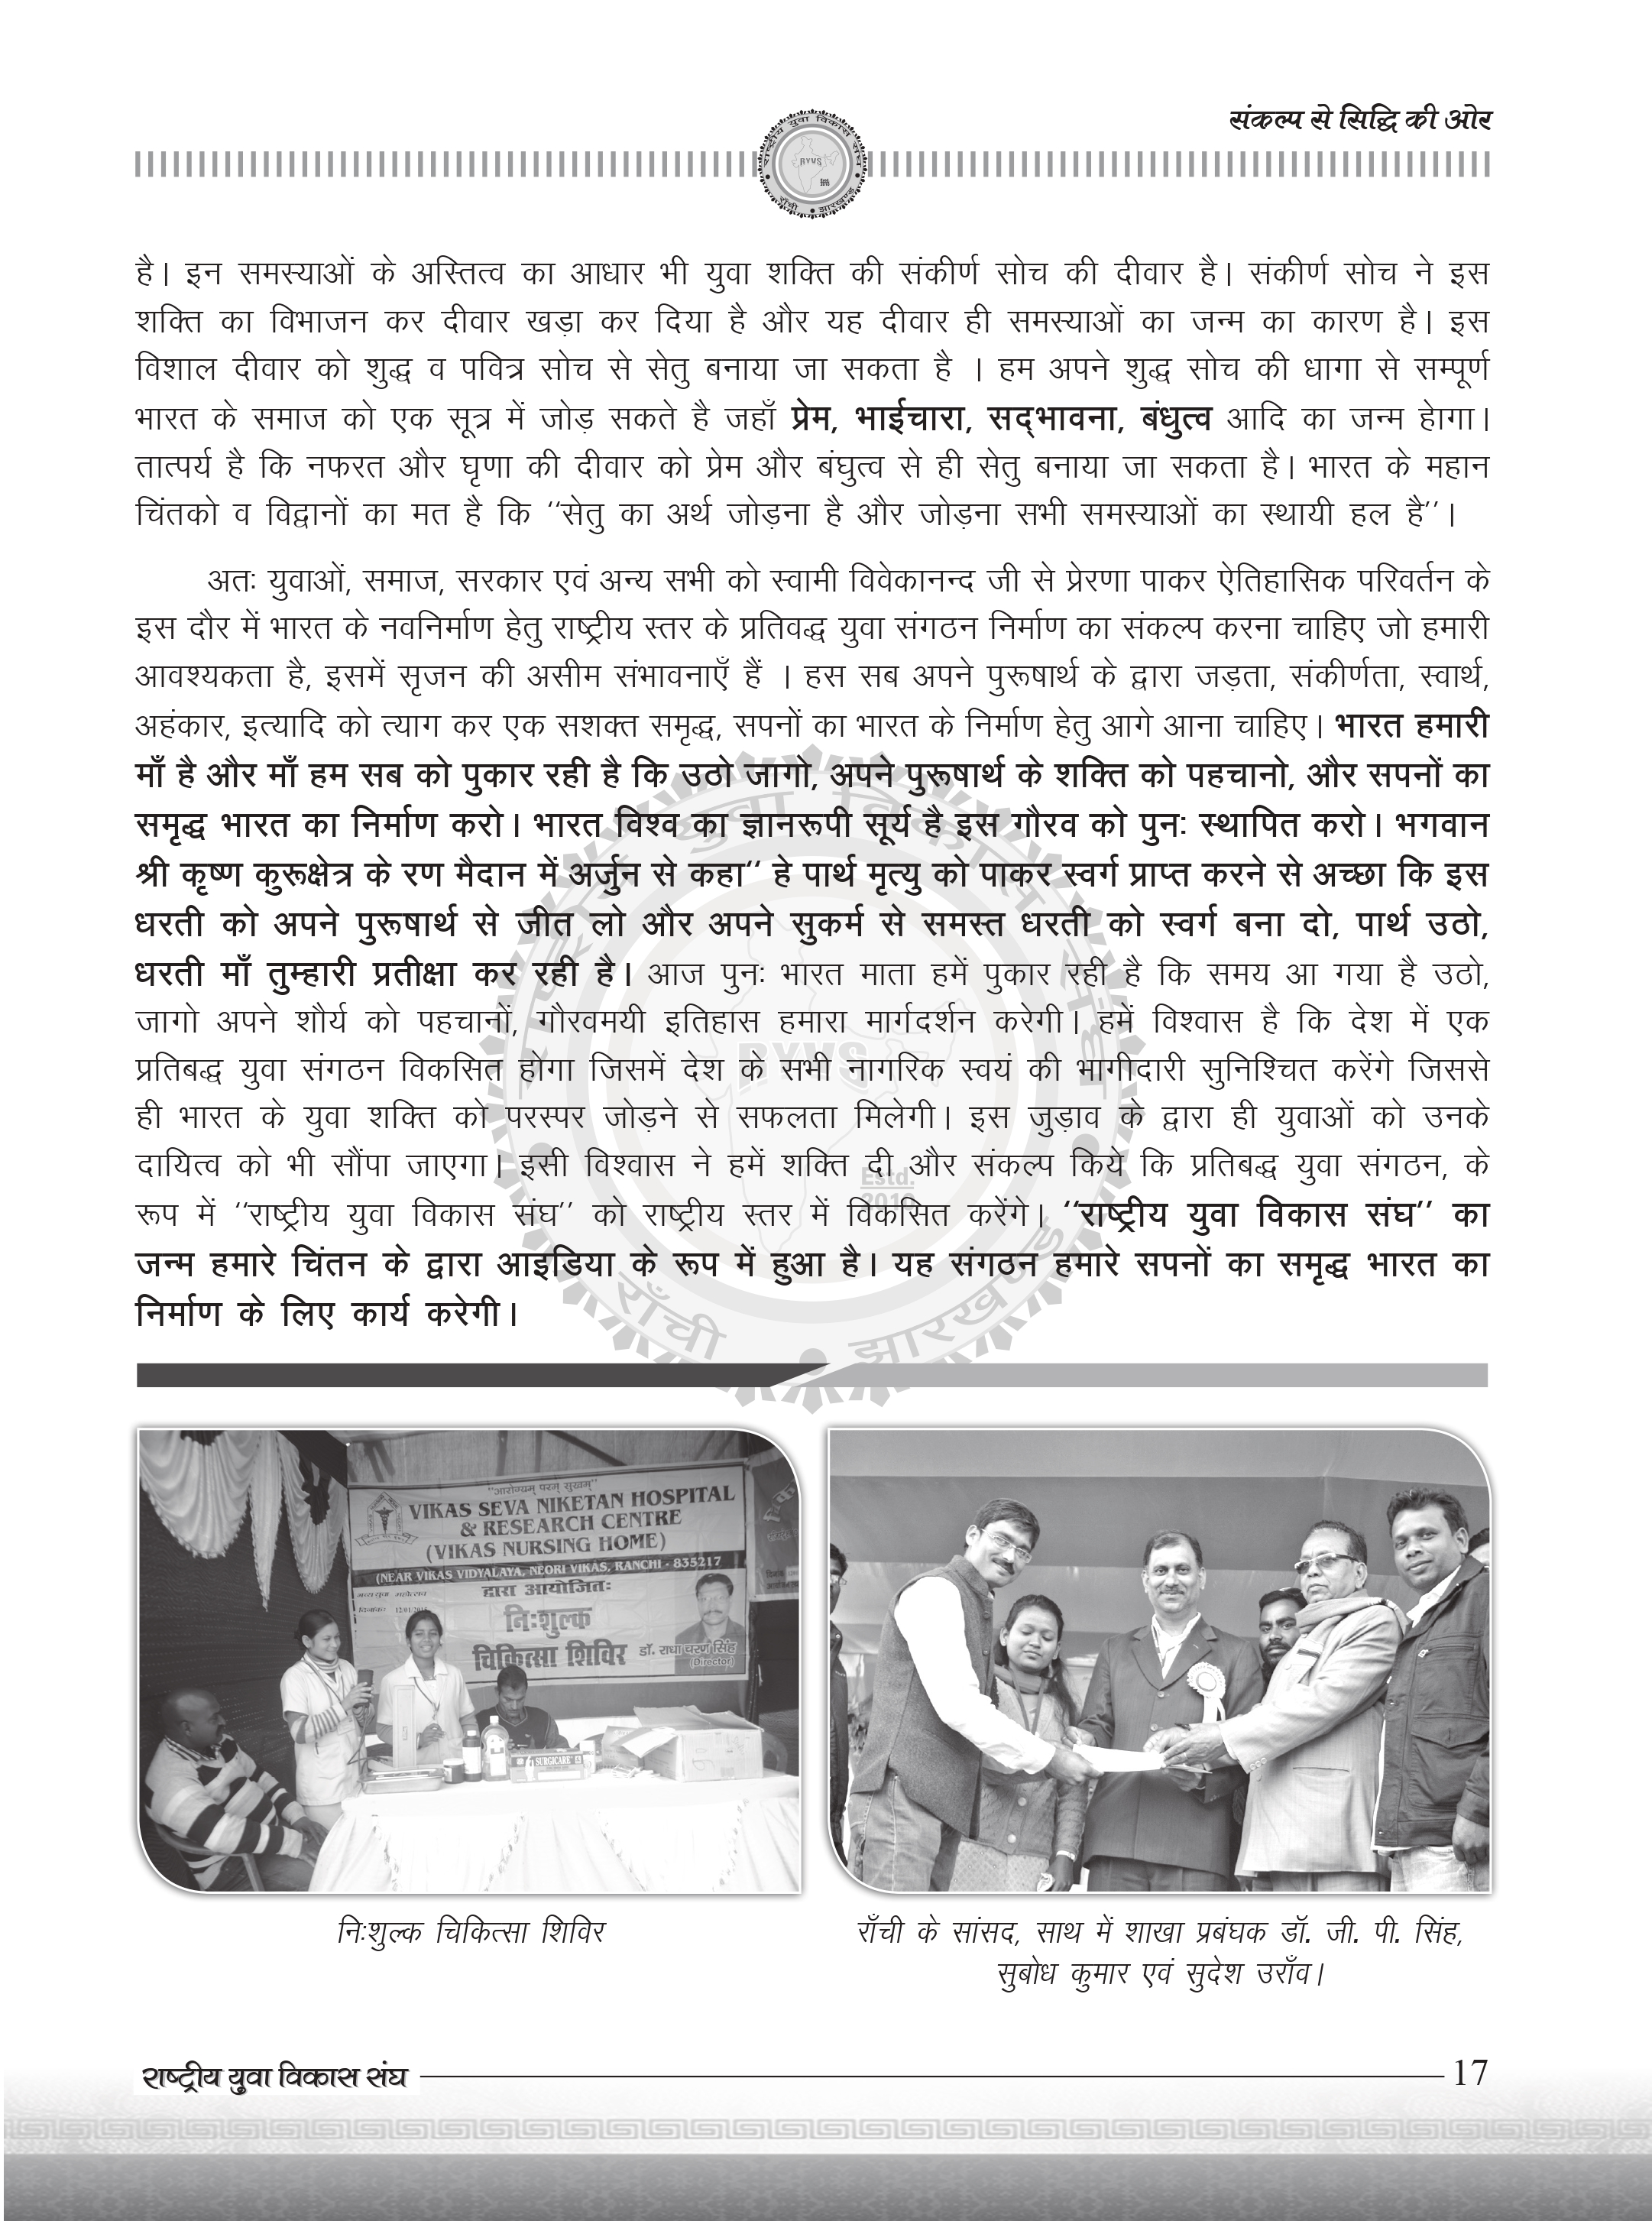 संकल्प से सिद्धि की ओर
राष्ट्रीय युवा विकास संघ
RYVS
राँची • झारखण्ड
है। इन समस्याओं के अस्तित्व का आधार भी युवा शक्ति की संकीर्ण सोच की दीवार है। संकीर्ण सोच ने इस
शक्ति का विभाजन कर दीवार खड़ा कर दिया है और यह दीवार ही समस्याओं का जन्म का कारण है। इस
विशाल दीवार को शुद्ध व पवित्र सोच से सेतु बनाया जा सकता है । हम अपने शुद्ध सोच की धागा से सम्पूर्ण
भारत के समाज को एक सूत्र में जोड़ सकते है जहाँ प्रेम, भाईचारा, सद्भावना, बंधुत्व आदि का जन्म हेागा।
तात्पर्य है कि नफरत और घृणा की दीवार को प्रेम और बंघुत्व से ही सेतु बनाया जा सकता है। भारत के महान
चिंतको व विद्वानों का मत है कि ''सेतु का अर्थ जोड़ना है और जोड़ना सभी समस्याओं का स्थायी हल है''।
अतः युवाओं, समाज, सरकार एवं अन्य सभी को स्वामी विवेकानन्द जी से प्रेरणा पाकर ऐतिहासिक परिवर्तन के
इस दौर में भारत के नवनिर्माण हेतु राष्ट्रीय स्तर के प्रतिवद्ध युवा संगठन निर्माण का संकल्प करना चाहिए जो हमारी
आवश्यकता है, इसमें सृजन की असीम संभावनाएँ हैं । हस सब अपने पुरूषार्थ के द्वारा जड़ता, संकीर्णता, स्वार्थ,
अहंकार, इत्यादि को त्याग कर एक सशक्त समृद्ध, सपनों का भारत के निर्माण हेतु आगे आना चाहिए। भारत हमारी
माँ है और माँ हम सब को पुकार रही है कि उठो जागो, अपने पुरूषार्थ के शक्ति को पहचानो, और सपनों का
समृद्ध भारत का निर्माण करो। भारत विश्व का ज्ञानरूपी सूर्य है इस गौरव को पुनः स्थापित करो। भगवान
श्री कृष्ण कुरूक्षेत्र के रण मैदान में अर्जुन से कहा'' हे पार्थ मृत्यु को पाकर स्वर्ग प्राप्त करने से अच्छा कि इस
धरती को अपने पुरूषार्थ से जीत लो और अपने सुकर्म से समस्त धरती को स्वर्ग बना दो, पार्थ उठो,
धरती माँ तुम्हारी प्रतीक्षा कर रही है। आज पुनः भारत माता हमें पुकार रही है कि समय आ गया है उठो,
जागो अपने शौर्य को पहचानों, गौरवमयी इतिहास हमारा मार्गदर्शन करेगी। हमें विश्वास है कि देश में एक
प्रतिबद्ध युवा संगठन विकसित होगा जिसमें देश के सभी नागरिक स्वयं की भागीदारी सुनिश्चित करेंगे जिससे
ही भारत के युवा शक्ति को परस्पर जोड़ने से सफलता मिलेगी। इस जुड़ाव के द्वारा ही युवाओं को उनके
दायित्व को भी सौंपा जाएगा। इसी विश्वास ने हमें शक्ति दी और संकल्प किये कि प्रतिबद्ध युवा संगठन, के
रूप में ''राष्ट्रीय युवा विकास संघ'' को राष्ट्रीय स्तर में विकसित करेंगे। ''राष्ट्रीय युवा विकास संघ'' का
जन्म हमारे चिंतन के द्वारा आइडिया के रूप में हुआ है। यह संगठन हमारे सपनों का समृद्ध भारत का
निर्माण के लिए कार्य करेगी।
राष्ट्रीय युवा विकास संघ
RYVS
Estd.
2010
राँची • झारखण्ड
"आरोग्यम् परम् सुखम्"
VIKAS SEVA NIKETAN HOSPITAL
& RESEARCH CENTRE
(VIKAS NURSING HOME)
(NEAR VIKAS VIDYALAYA, NEORI VIKAS, RANCHI - 835217
द्वारा आयोजितः
निःशुल्क
चिकित्सा शिविर
डॉ. राधा चरण सिंह
(Director)
SURGICARE
निःशुल्क चिकित्सा शिविर
राँची के सांसद, साथ में शाखा प्रबंघक डॉ. जी. पी. सिंह,
सुबोध कुमार एवं सुदेश उराँव।
राष्ट्रीय युवा विकास संघ
17